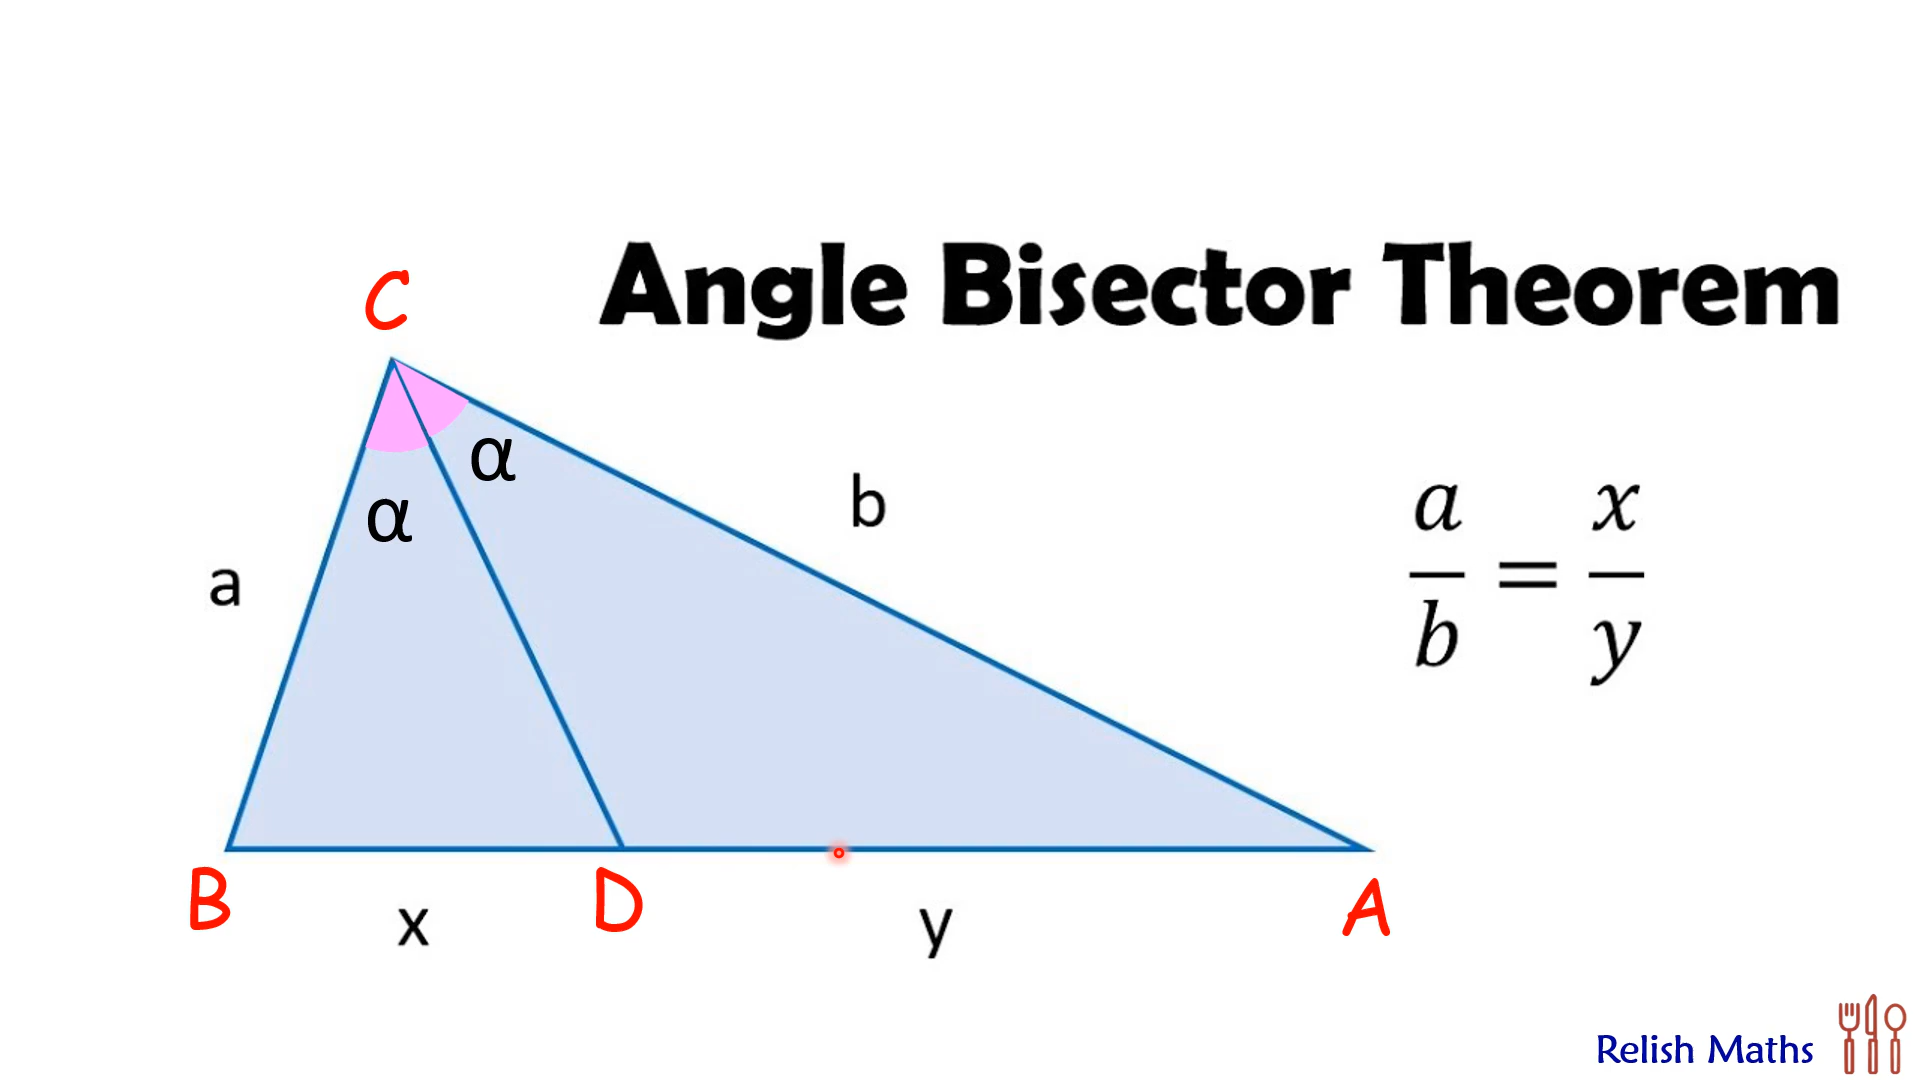 Angle Bisector Theorem
C
α
α
b
a
a/b = x/y
B
D
A
x
y
Relish Maths